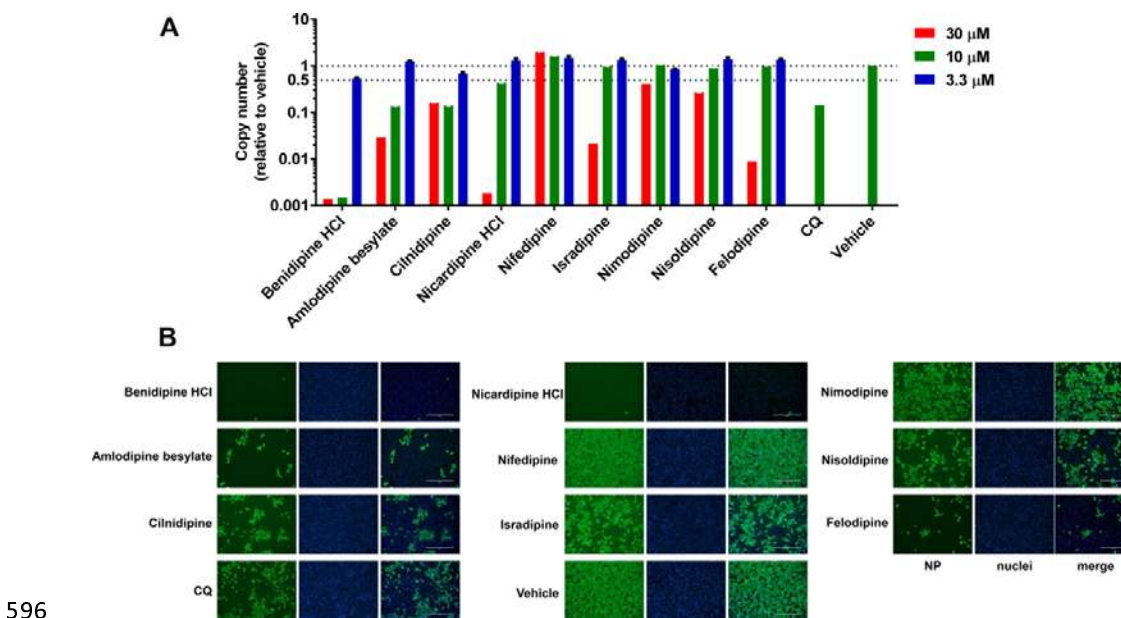 A
Copy number
(relative to vehicle)
10
1
0.5
0.1
0.01
0.001
30 μM
10 μM
3.3 μM
Benidipine HCl
Amlodipine besylate
Cilnidipine
Nicardipine HCl
Nifedipine
Isradipine
Nimodipine
Nisoldipine
Felodipine
CQ
Vehicle
B
Benidipine HCl
Amlodipine besylate
Cilnidipine
CQ
Nicardipine HCl
Nifedipine
Isradipine
Vehicle
Nimodipine
Nisoldipine
Felodipine
NP nuclei merge
596